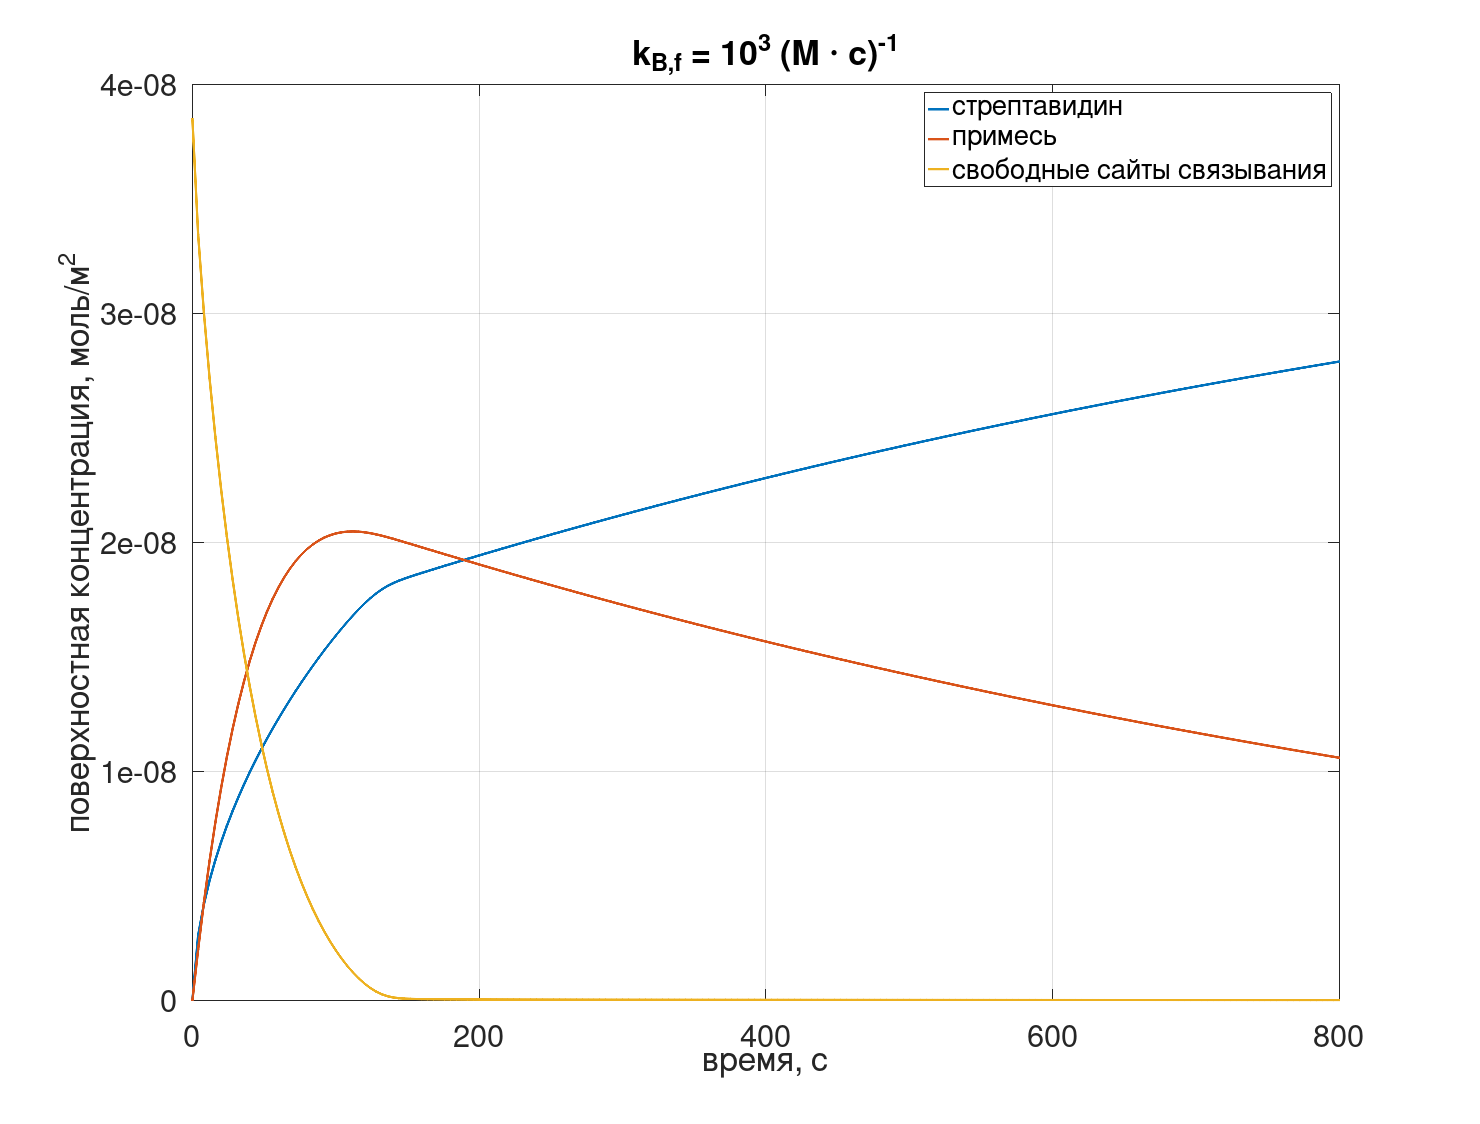 k_B,f = 10^3 (М · с)^-1
4e-08
3e-08
2e-08
1e-08
0
0
200
400
600
800
время, с
поверхностная концентрация, моль/м^2
стрептавидин
примесь
свободные сайты связывания